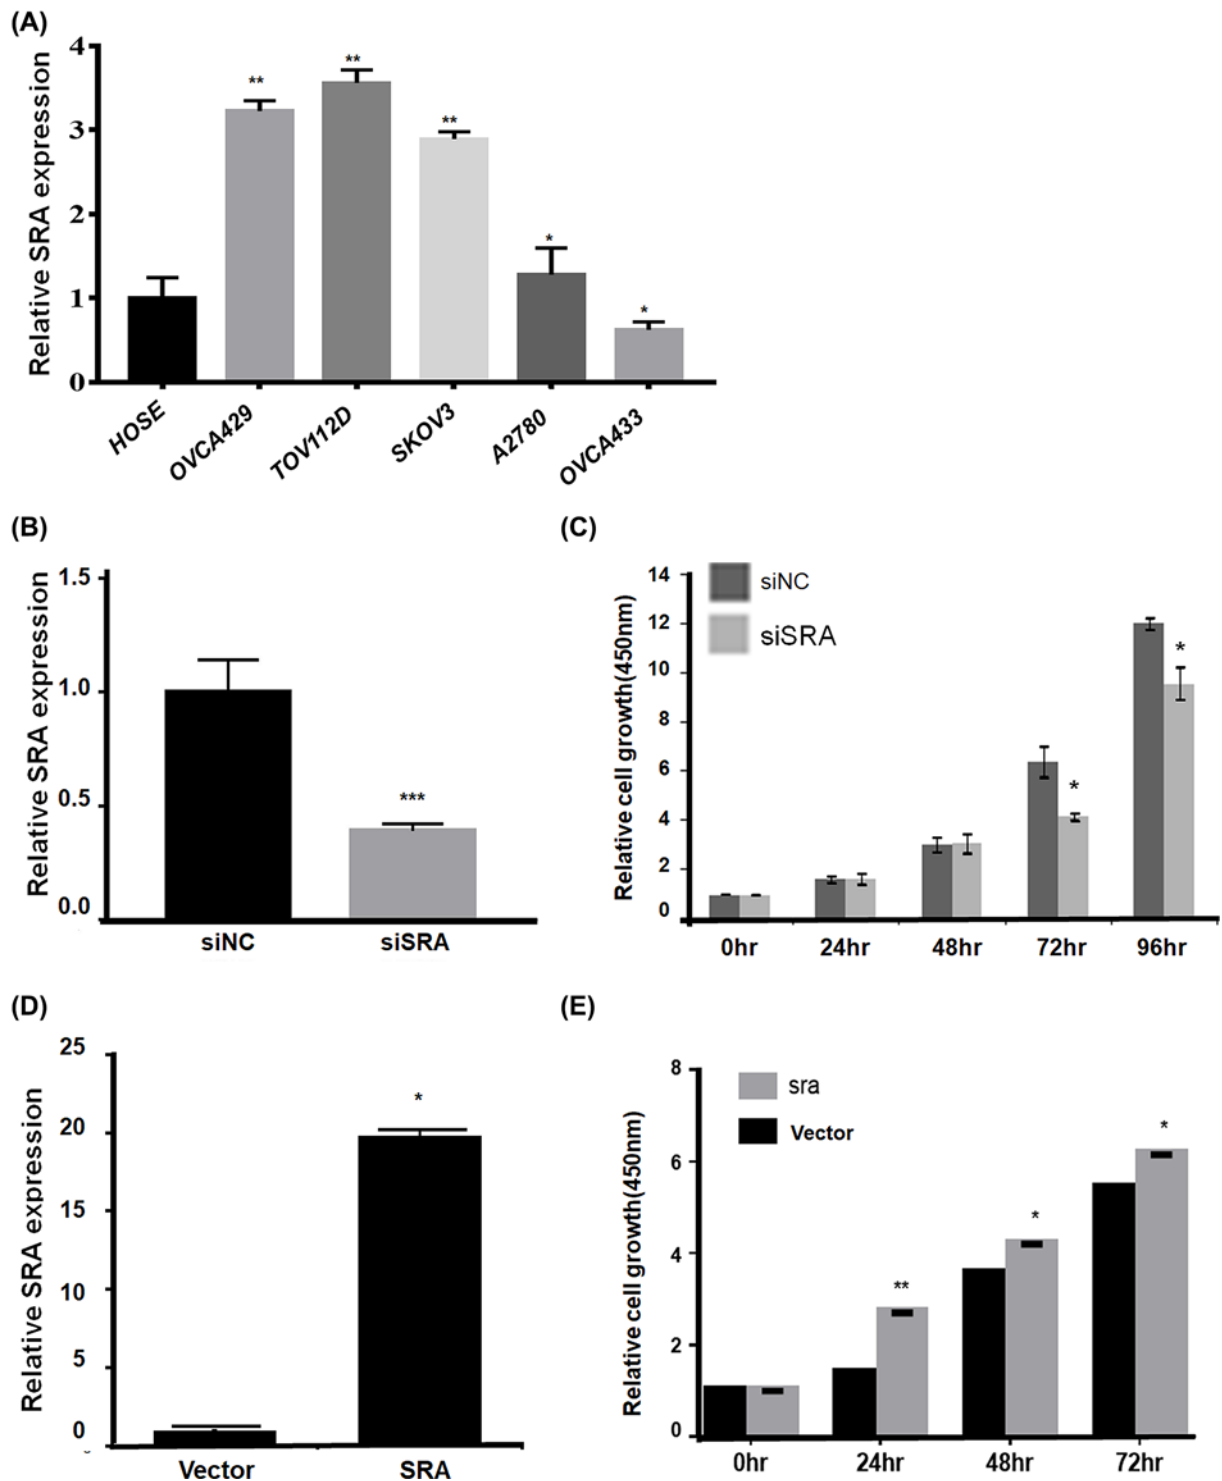 (A)
Relative SRA expression
4
3
2
1
0
**
**
**
*
*
HOSE
OVCA429
TOV112D
SKOV3
A2780
OVCA433
(B)
Relative SRA expression
1.5
1.0
0.5
0.0
***
siNC
siSRA
(C)
Relative cell growth(450nm)
14
12
10
8
6
4
2
0
siNC
siSRA
*
*
0hr
24hr
48hr
72hr
96hr
(D)
Relative SRA expression
25
20
15
10
5
0
*
Vector
SRA
(E)
Relative cell growth(450nm)
8
6
4
2
0
sra
Vector
**
*
*
0hr
24hr
48hr
72hr